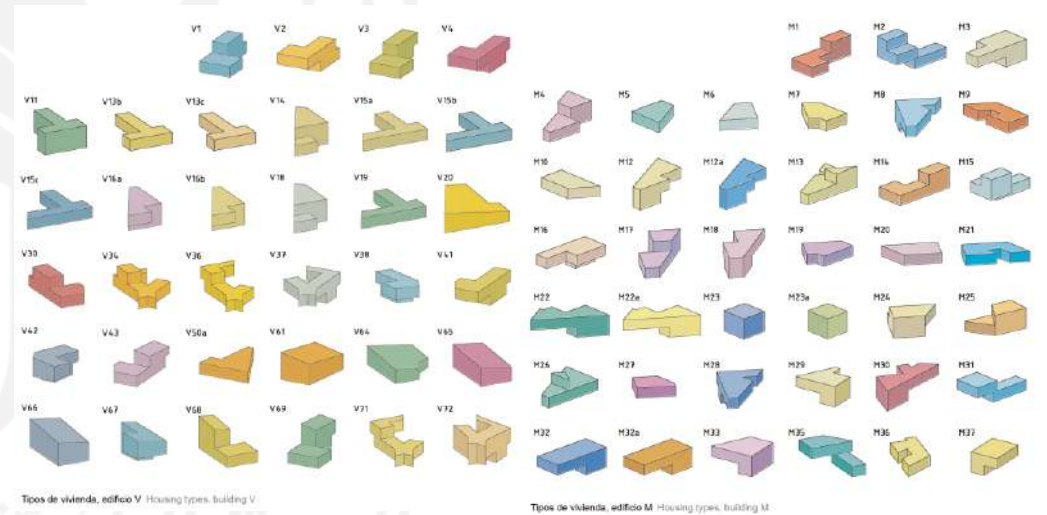 V1 V2 V3 V4
V11 V13b V13c V14 V15a V15b
V15c V16a V16b V18 V19 V20
V30 V34 V36 V37 V38 V41
V42 V43 V50a V61 V64 V65
V66 V67 V68 V69 V71 V72
Tipos de vivienda, edificio V Housing types, building V
M1 M2 M3
M4 M5 M6 M7 M8 M9
M10 M12 M12a M13 M14 M15
M16 M17 M18 M19 M20 M21
M22 M22e M23 M23e M24 M25
M26 M27 M28 M29 M30 M31
M32 M32a M33 M35 M36 M37
Tipos de vivienda, edificio M Housing types, building M